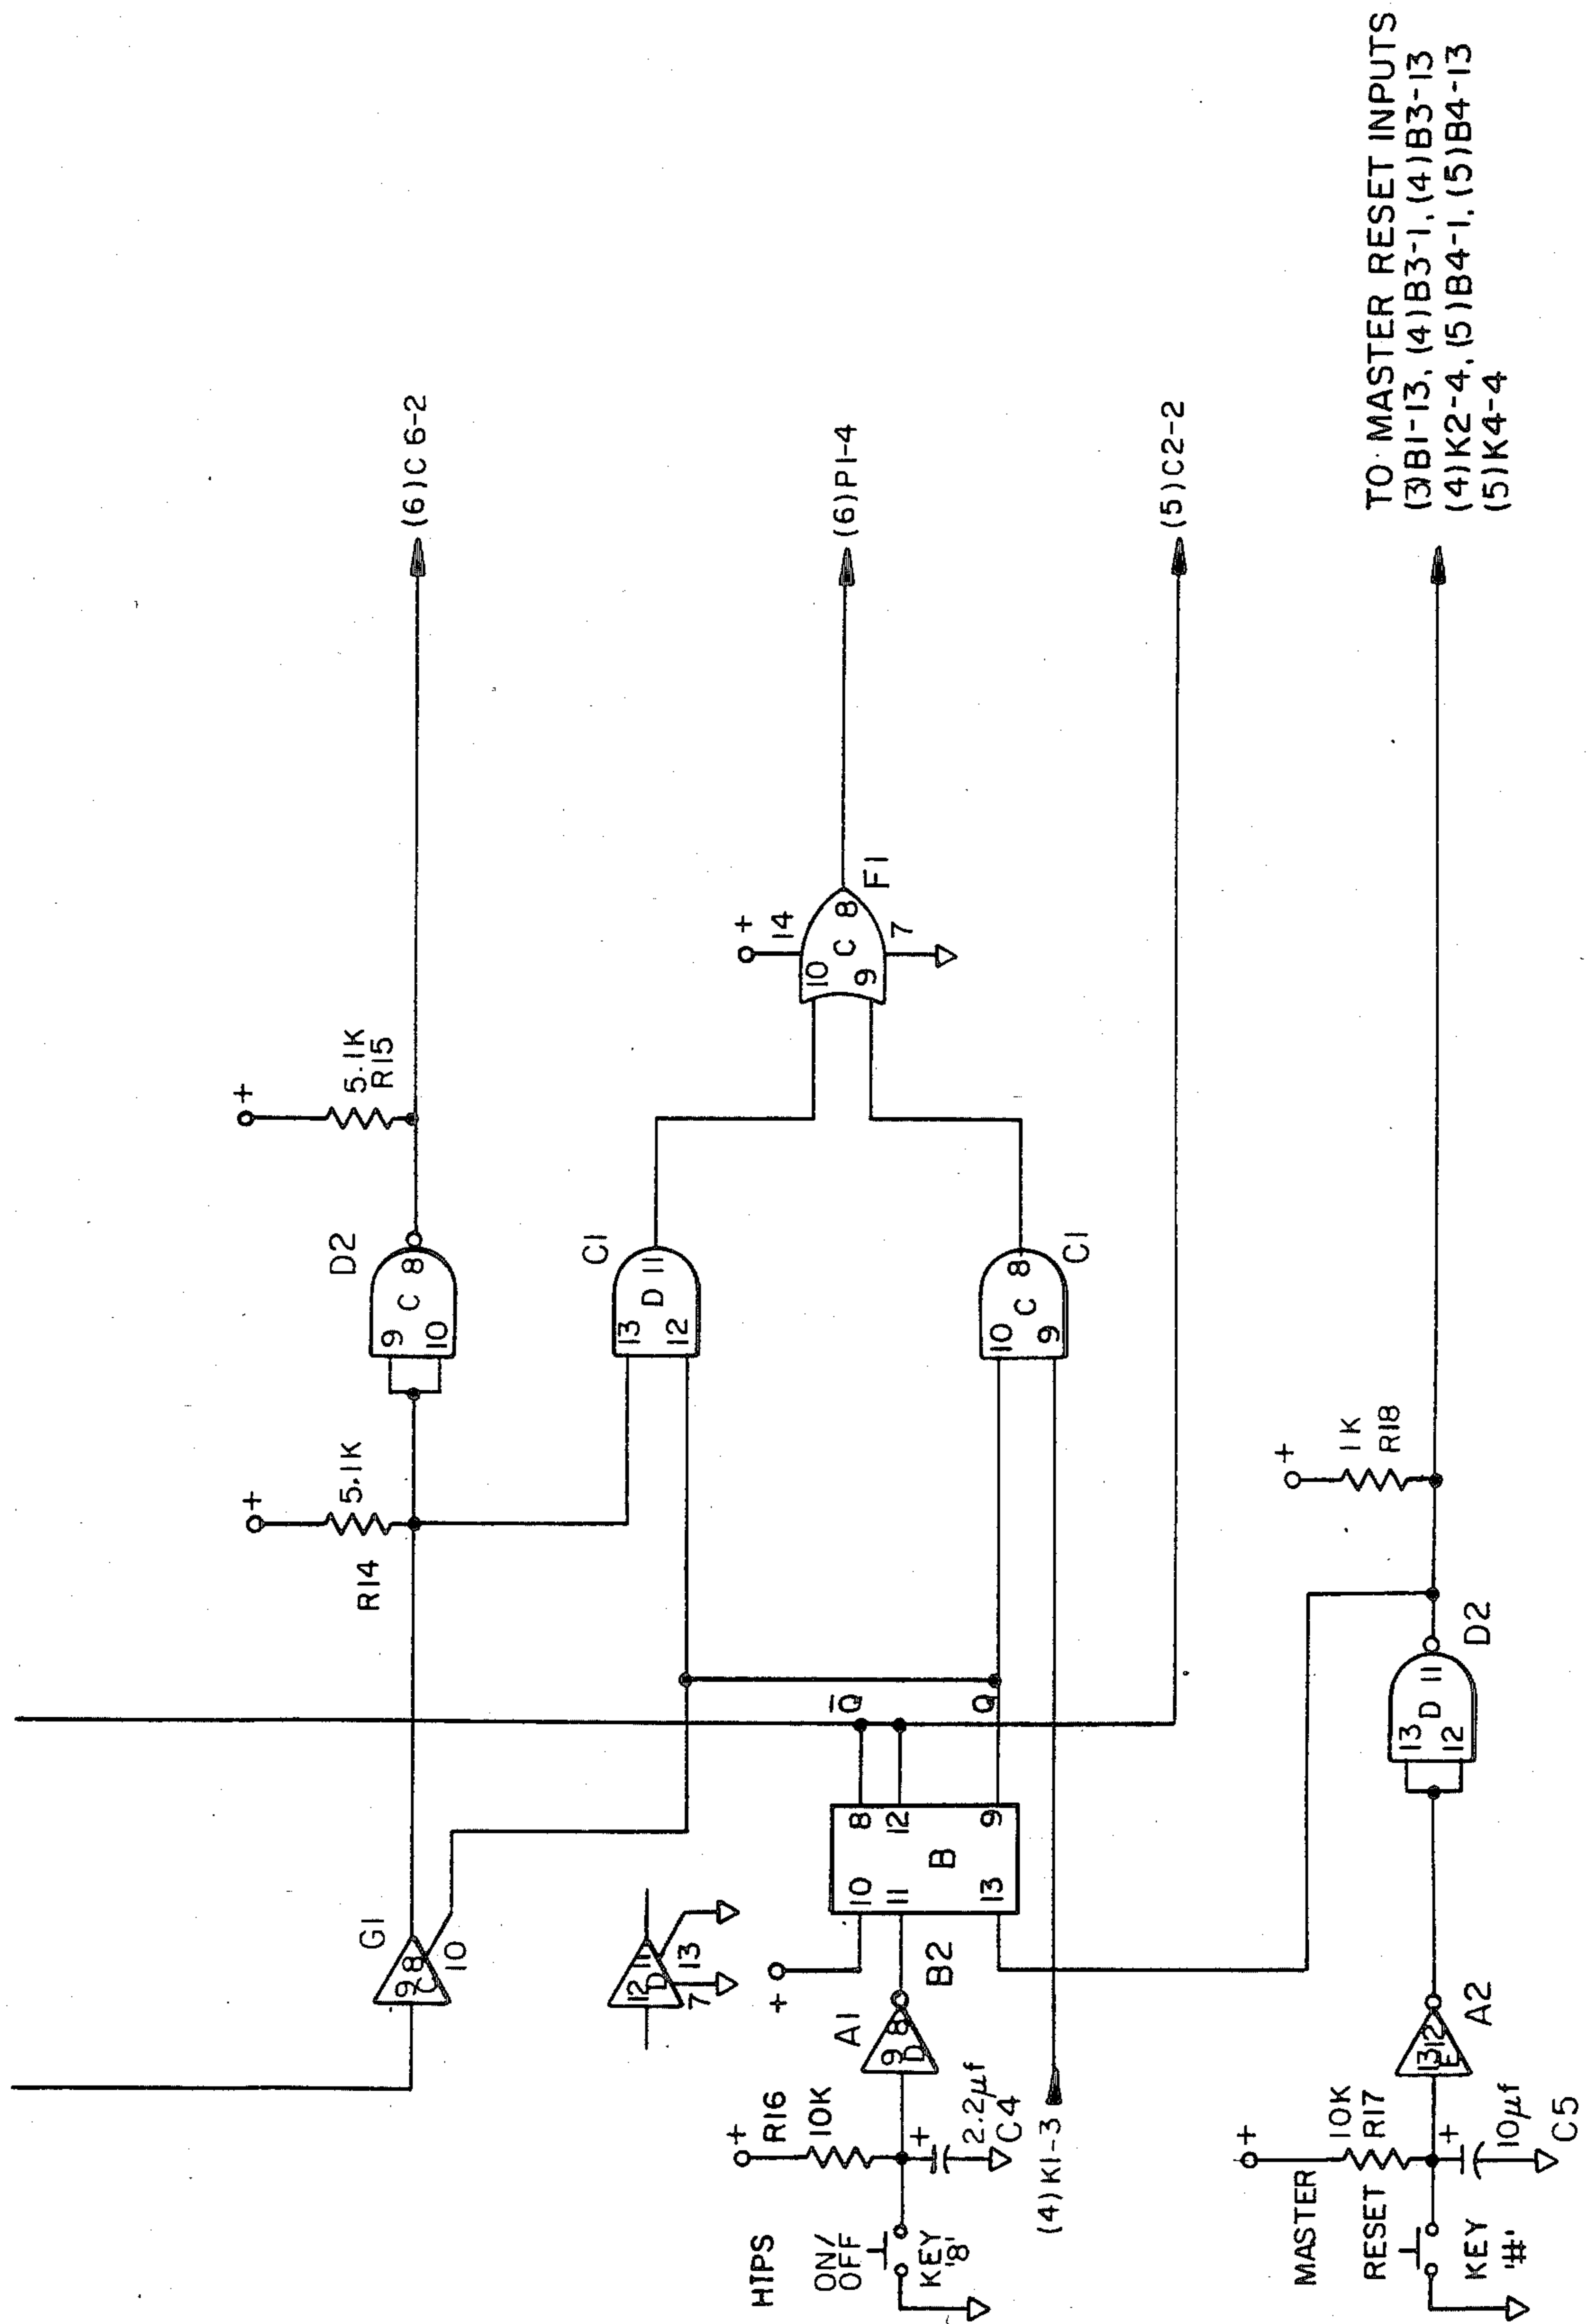 G1
9 8
C
10
+
5.1K
R14
9
10
C
8
D2
+
5.1K
R15
(6)C6-2
12 11
D
13
7
13
12
D
11
C1
+
14
10
9
C
8
7
F1
(6)P1-4
HTPS
ON/
OFF
KEY
'8'
+
R16
10K
+
2.2µf
C4
A1
9 8
D
+
B2
10
11
13
B
8
12
9
Q̅
Q
10
9
C
8
C1
(4)K1-3
(5)C2-2
MASTER
RESET
KEY
'#'
+
10K
R17
+
10µf
C5
13 12
E
A2
13
12
D
11
D2
+
1K
R18
TO MASTER RESET INPUTS
(3)B1-13, (4)B3-1, (4)B3-13
(4)K2-4, (5)B4-1, (5)B4-13
(5)K4-4